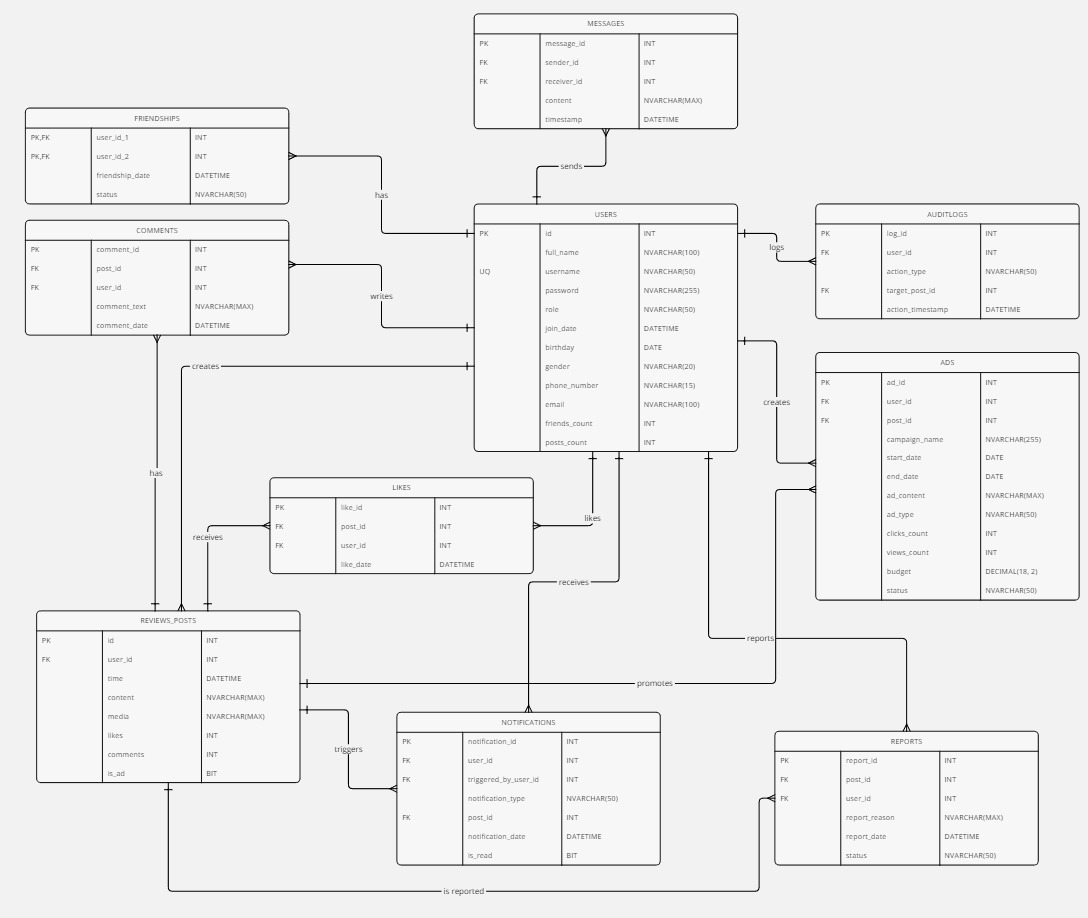 MESSAGES
PK message_id INT
FK sender_id INT
FK receiver_id INT
content NVARCHAR(MAX)
timestamp DATETIME
FRIENDSHIPS
PK,FK user_id_1 INT
PK,FK user_id_2 INT
friendship_date DATETIME
status NVARCHAR(50)
sends
has
COMMENTS
PK comment_id INT
FK post_id INT
FK user_id INT
comment_text NVARCHAR(MAX)
comment_date DATETIME
writes
creates
USERS
PK id INT
full_name NVARCHAR(100)
UQ username NVARCHAR(50)
password NVARCHAR(255)
role NVARCHAR(50)
join_date DATETIME
birthday DATE
gender NVARCHAR(20)
phone_number NVARCHAR(15)
email NVARCHAR(100)
friends_count INT
posts_count INT
logs
AUDITLOGS
PK log_id INT
FK user_id INT
action_type NVARCHAR(50)
FK target_post_id INT
action_timestamp DATETIME
creates
ADS
PK ad_id INT
FK user_id INT
FK post_id INT
campaign_name NVARCHAR(255)
start_date DATE
end_date DATE
ad_content NVARCHAR(MAX)
ad_type NVARCHAR(50)
clicks_count INT
views_count INT
budget DECIMAL(18, 2)
status NVARCHAR(50)
has
LIKES
PK like_id INT
FK post_id INT
FK user_id INT
like_date DATETIME
receives
likes
receives
reports
promotes
REVIEWS_POSTS
PK id INT
FK user_id INT
time DATETIME
content NVARCHAR(MAX)
media NVARCHAR(MAX)
likes INT
comments INT
is_ad BIT
triggers
NOTIFICATIONS
PK notification_id INT
FK user_id INT
FK triggered_by_user_id INT
notification_type NVARCHAR(50)
FK post_id INT
notification_date DATETIME
is_read BIT
REPORTS
PK report_id INT
FK post_id INT
FK user_id INT
report_reason NVARCHAR(MAX)
report_date DATETIME
status NVARCHAR(50)
is reported